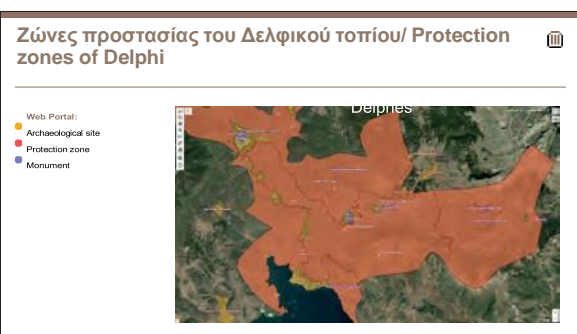 Ζώνες προστασίας του Δελφικού τοπίου/ Protection
zones of Delphi
Web Portal:
Archaeological site
Protection zone
Monument
Delphes